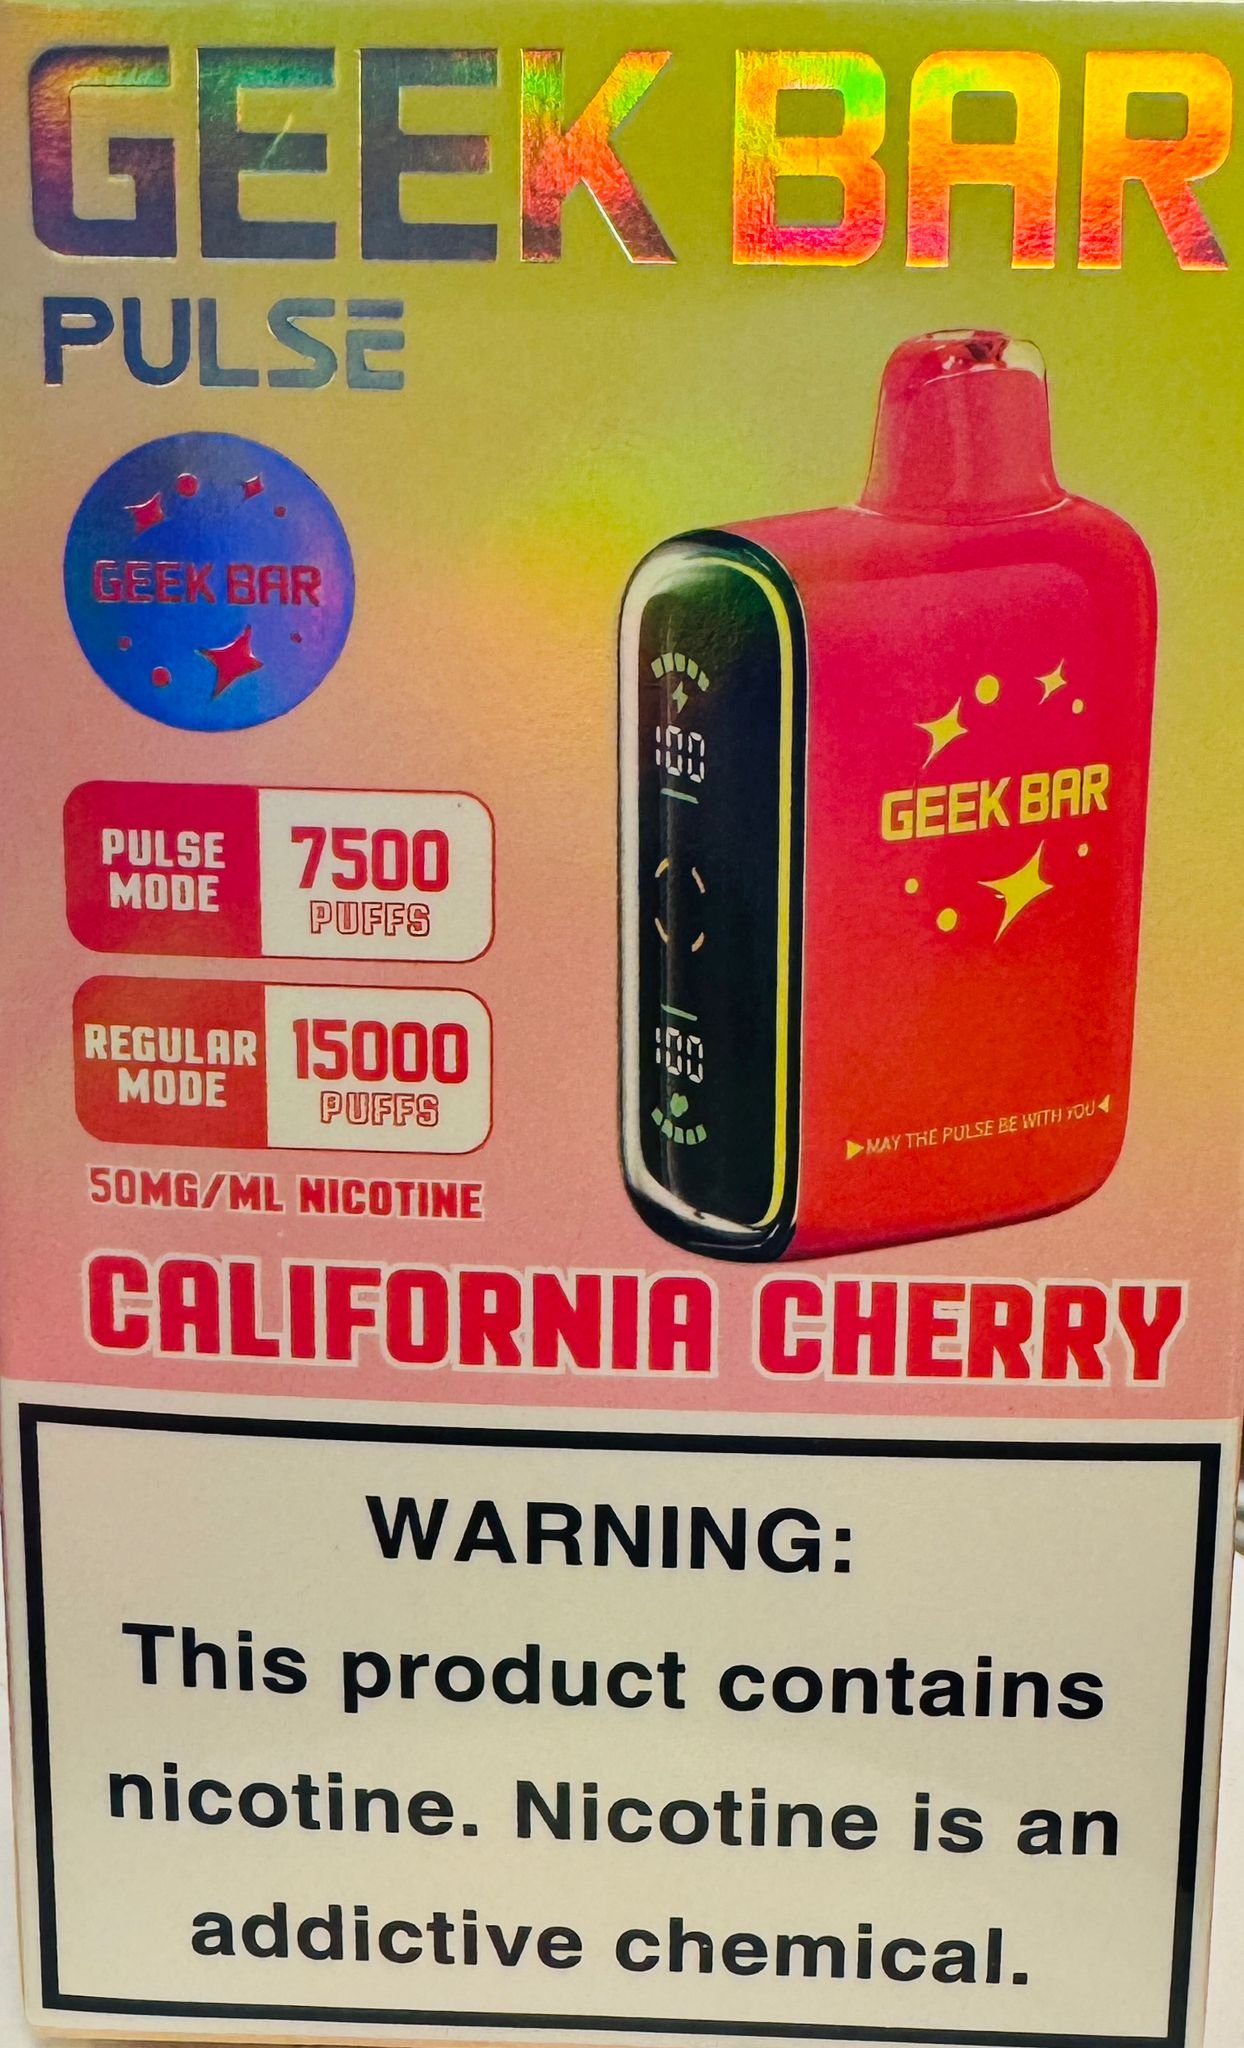 GEEK BAR
PULSE
GEEK BAR
PULSE
MODE
7500
PUFFS
REGULAR
MODE
15000
PUFFS
50MG/ML NICOTINE
100
100
GEEK BAR
MAY THE PULSE BE WITH YOU
CALIFORNIA CHERRY
WARNING:
This product contains
nicotine. Nicotine is an
addictive chemical.